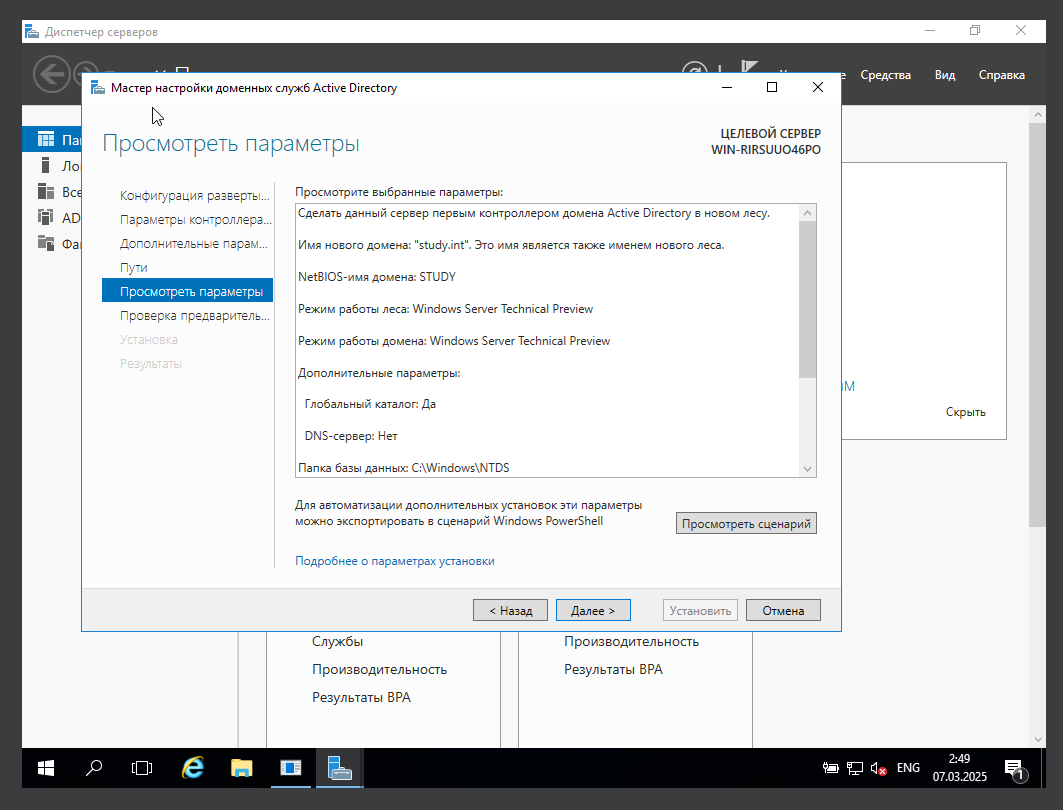 Диспетчер серверов
Средства
Вид
Справка
Мастер настройки доменных служб Active Directory
Просмотреть параметры
ЦЕЛЕВОЙ СЕРВЕР
WIN-RIRSUUO46PO
Конфигурация разверты...
Параметры контроллера...
Дополнительные парам...
Пути
Просмотреть параметры
Проверка предваритель...
Установка
Результаты
Просмотрите выбранные параметры:
Сделать данный сервер первым контроллером домена Active Directory в новом лесу.
Имя нового домена: "study.int". Это имя является также именем нового леса.
NetBIOS-имя домена: STUDY
Режим работы леса: Windows Server Technical Preview
Режим работы домена: Windows Server Technical Preview
Дополнительные параметры:
Глобальный каталог: Да
DNS-сервер: Нет
Папка базы данных: C:\Windows\NTDS
Для автоматизации дополнительных установок эти параметры
можно экспортировать в сценарий Windows PowerShell
Просмотреть сценарий
Подробнее о параметрах установки
< Назад
Далее >
Установить
Отмена
Скрыть
Службы
Производительность
Результаты BPA
Производительность
Результаты BPA
ENG
2:49
07.03.2025
1